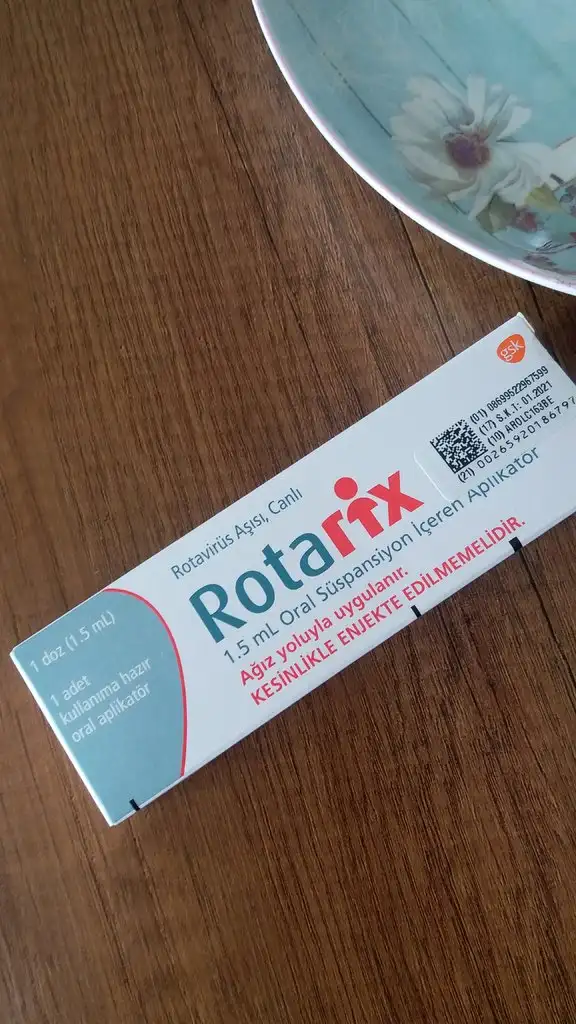 gsk
(01) 08699522967599
(17) S.K.T: 01.2021
(10) AROLC163BE
(21) 00265920186797
Rotavirüs Aşısı, Canlı
Rotarix
1.5 mL Oral Süspansiyon İçeren Aplikatör
Ağız yoluyla uygulanır.
KESİNLİKLE ENJEKTE EDİLMEMELİDİR.
1 doz (1.5 mL)
1 adet
kullanıma hazır
oral aplikatör